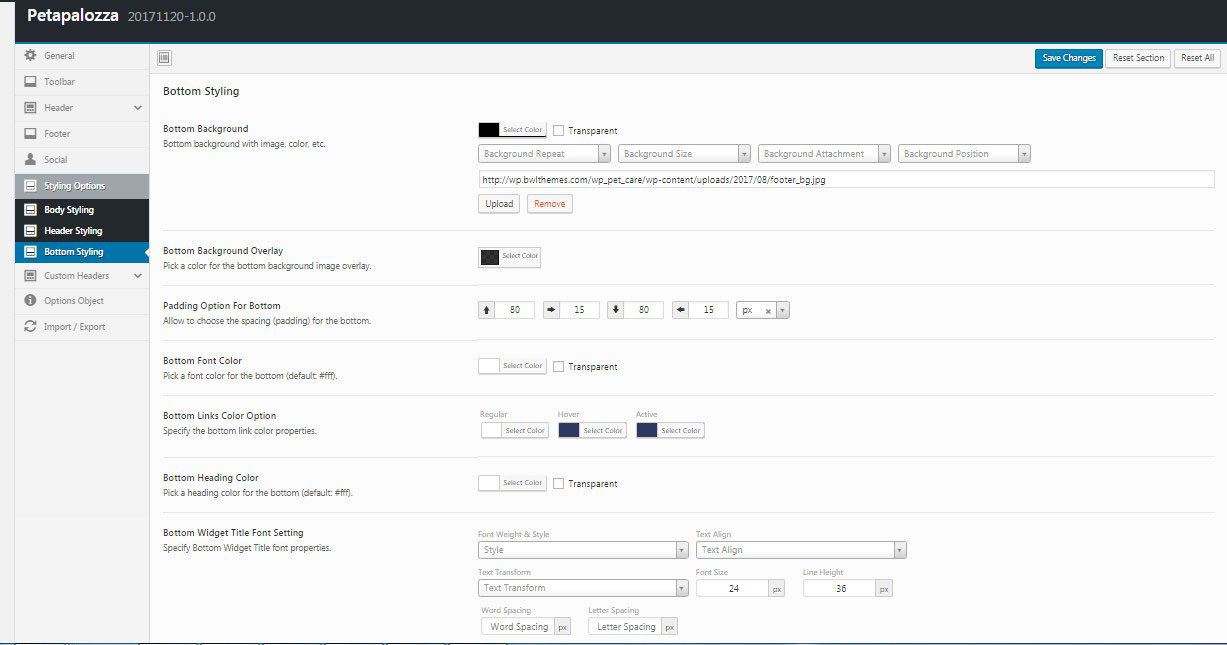 Petapalozza 20171120-1.0.0
General
Toolbar
Header
Footer
Social
Styling Options
Body Styling
Header Styling
Bottom Styling
Custom Headers
Options Object
Import / Export
Save Changes Reset Section Reset All
Bottom Styling
Bottom Background
Bottom background with image, color, etc.
Select Color Transparent
Background Repeat Background Size Background Attachment Background Position
http://wp.bwlthemes.com/wp_pet_care/wp-content/uploads/2017/08/footer_bg.jpg
Upload Remove
Bottom Background Overlay
Pick a color for the bottom background image overlay.
Select Color
Padding Option For Bottom
Allow to choose the spacing (padding) for the bottom.
80 15 80 15 px
Bottom Font Color
Pick a font color for the bottom (default: #fff).
Select Color Transparent
Bottom Links Color Option
Specify the bottom link color properties.
Regular Hover Active
Select Color Select Color Select Color
Bottom Heading Color
Pick a heading color for the bottom (default: #fff).
Select Color Transparent
Bottom Widget Title Font Setting
Specify Bottom Widget Title font properties.
Font Weight & Style Text Align
Style Text Align
Text Transform Font Size Line Height
Text Transform 24 px 36 px
Word Spacing Letter Spacing
Word Spacing px Letter Spacing px